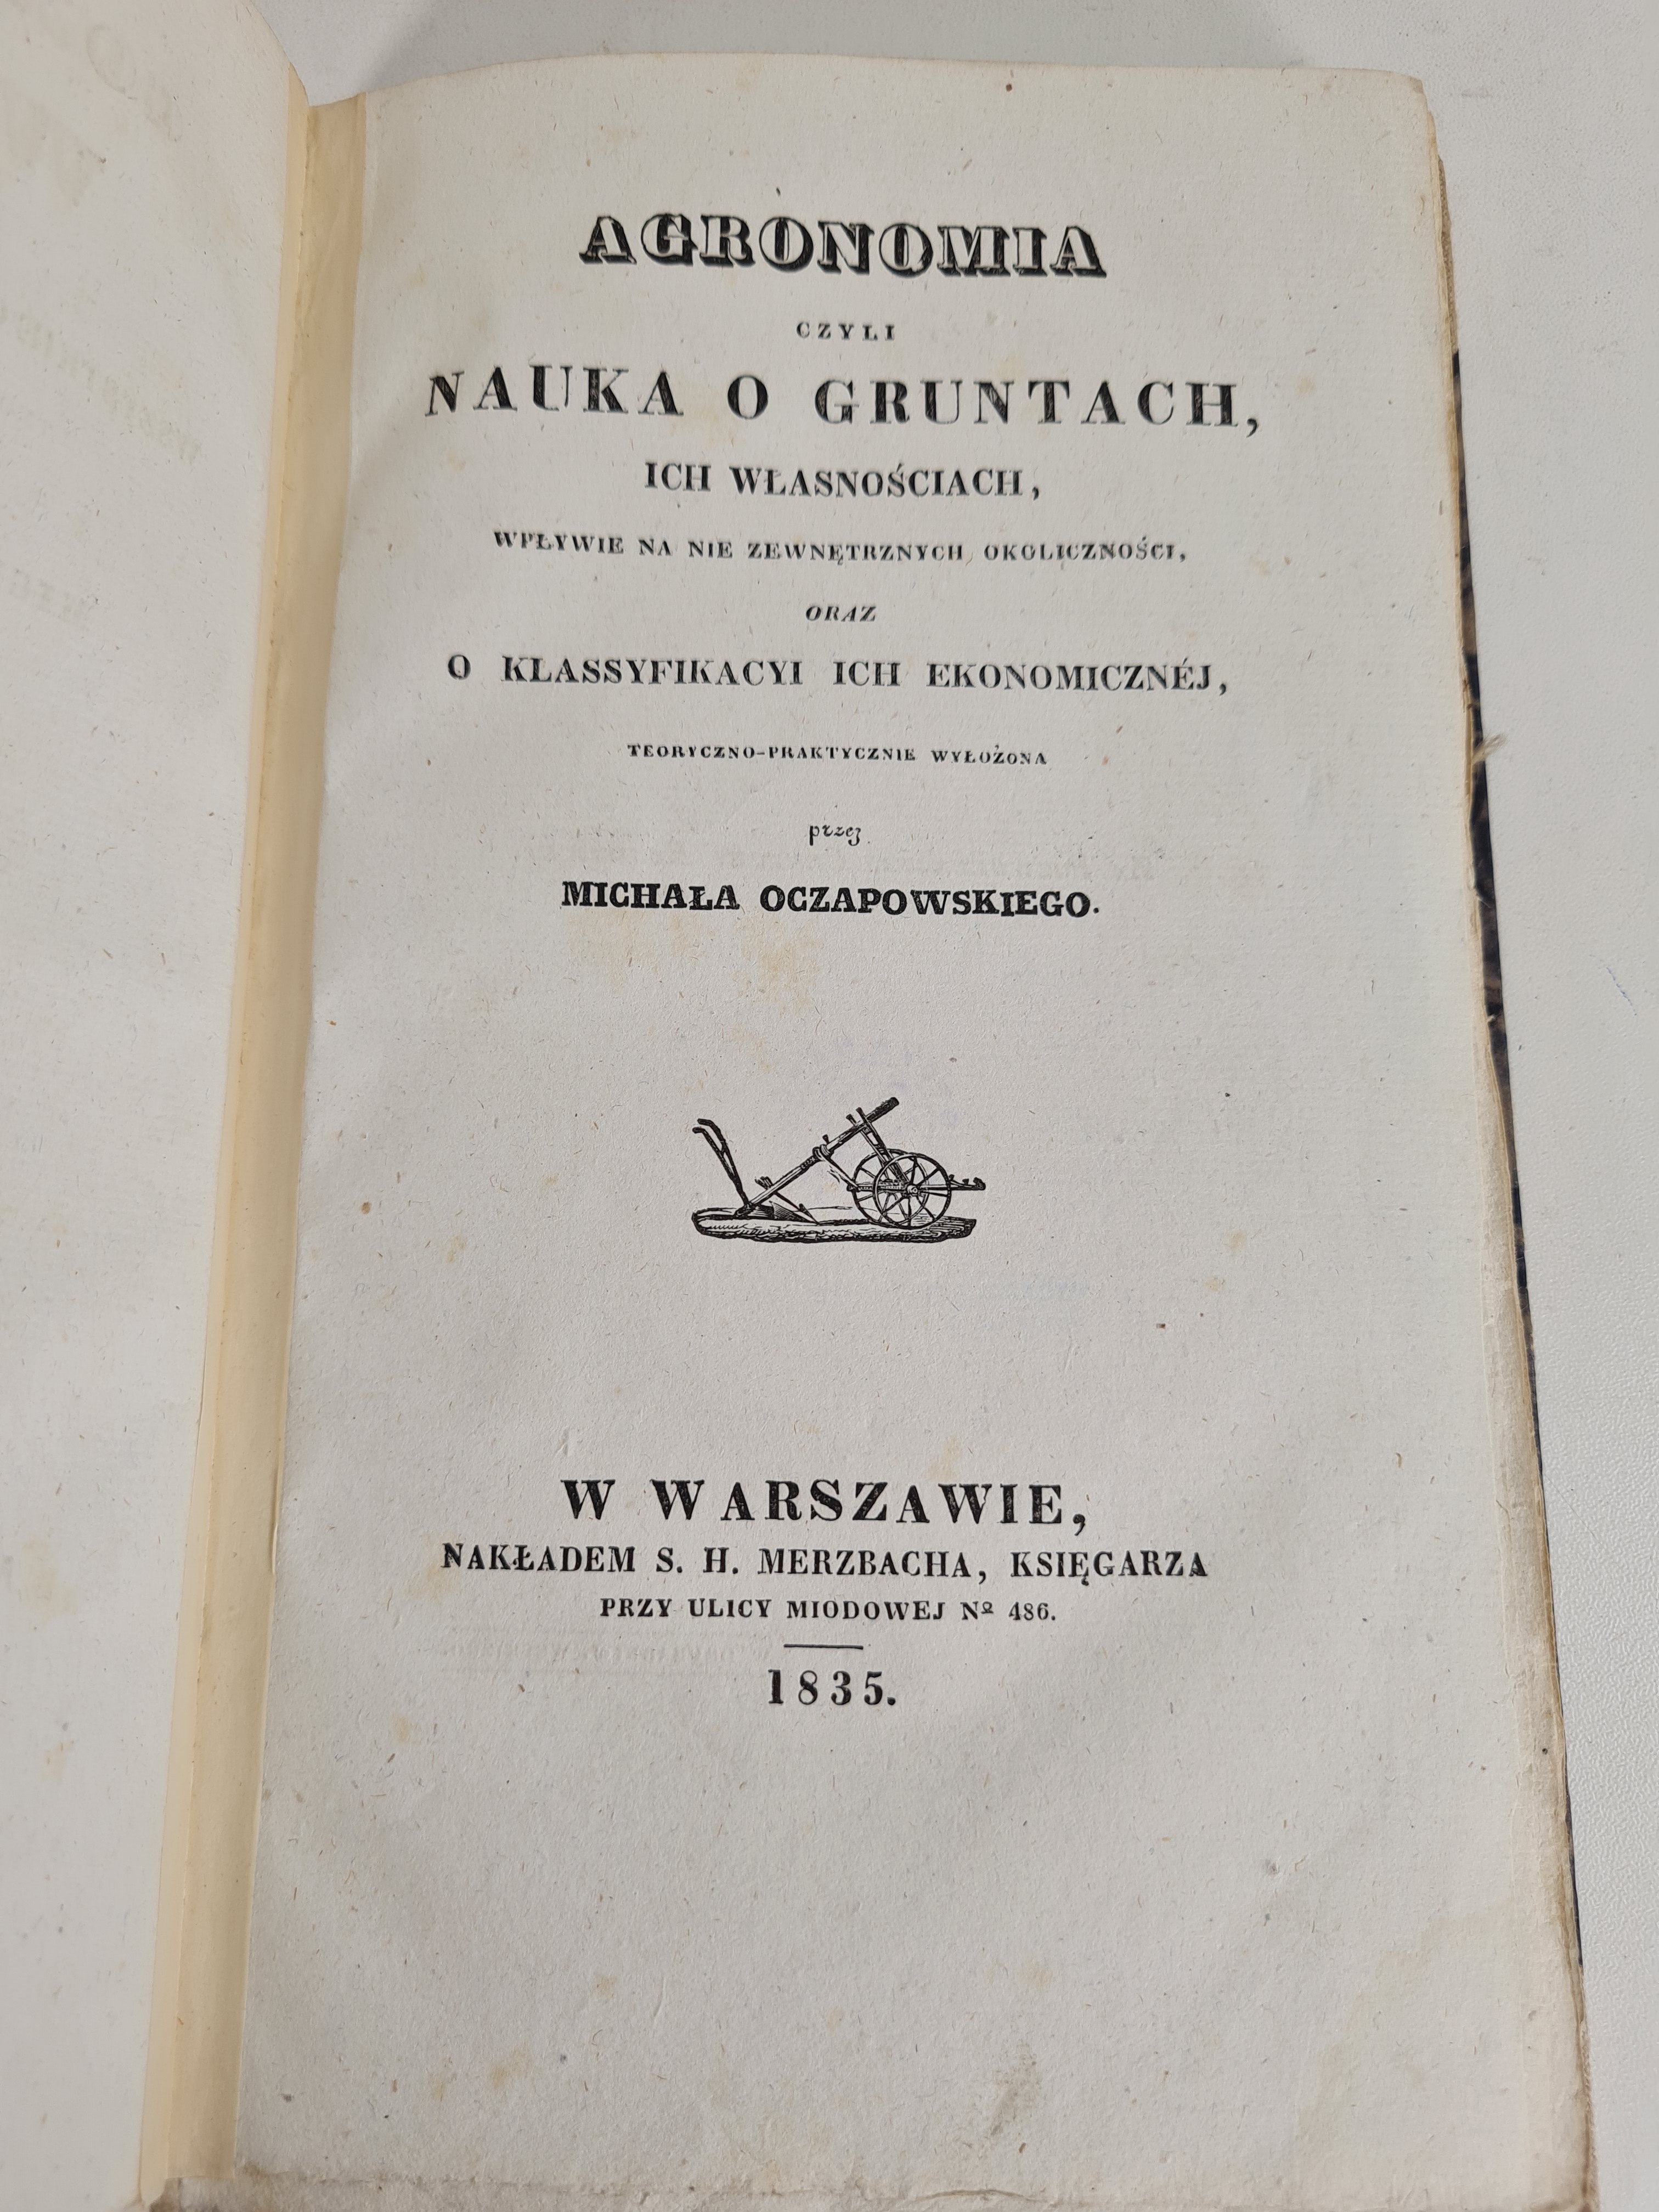 AGRONOMIA
CZYLI
NAUKA O GRUNTACH,
ICH WŁASNOŚCIACH,
WPŁYWIE NA NIE ZEWNĘTRZNYCH OKOLICZNOŚCI,
ORAZ
O KLASSYFIKACYI ICH EKONOMICZNÉJ,
TEORYCZNO-PRAKTYCZNIE WYŁOŻONA
przez
MICHAŁA OCZAPOWSKIEGO.
W WARSZAWIE,
NAKŁADEM S. H. MERZBACHA, KSIĘGARZA
PRZY ULICY MIODOWEJ Nº 486.
1835.